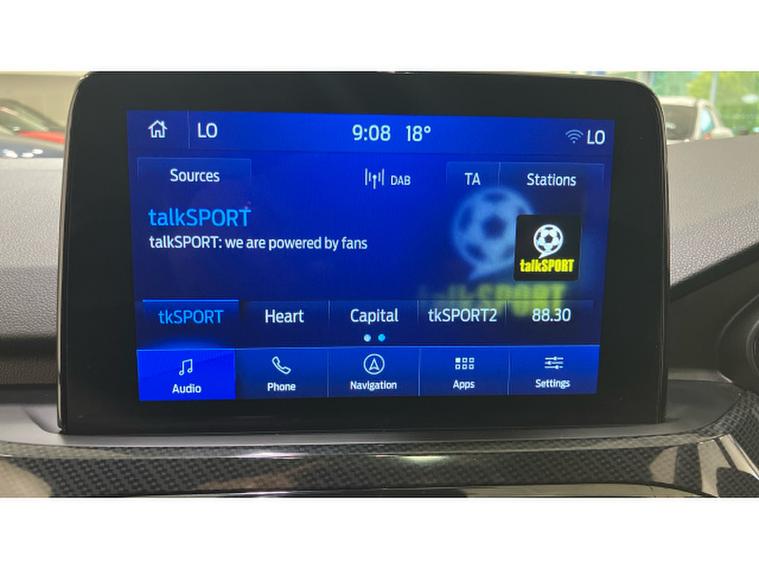 LO 9:08 18° LO
Sources DAB TA Stations
talkSPORT
talkSPORT: we are powered by fans
talkSPORT
talkSPORT
tkSPORT Heart Capital tkSPORT2 88.30
Audio Phone Navigation Apps Settings